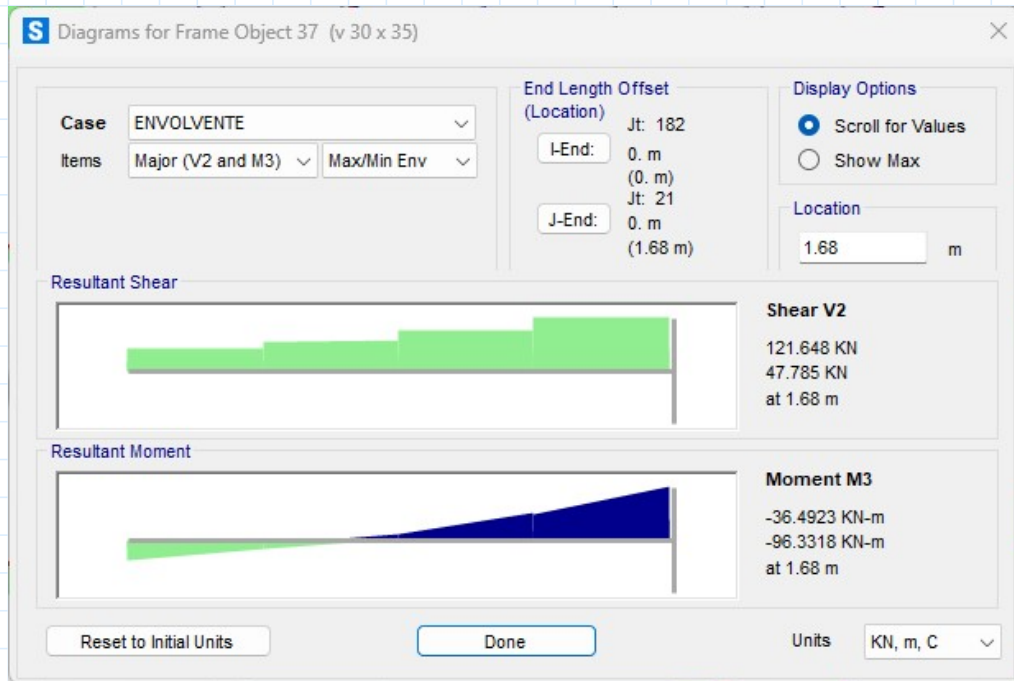 S Diagrams for Frame Object 37 (v 30 x 35)
Case ENVOLVENTE
Items Major (V2 and M3) Max/Min Env
End Length Offset
(Location)
I-End:
Jt: 182
0. m
(0. m)
J-End:
Jt: 21
0. m
(1.68 m)
Display Options
Scroll for Values
Show Max
Location
1.68 m
Resultant Shear
Shear V2
121.648 KN
47.785 KN
at 1.68 m
Resultant Moment
Moment M3
-36.4923 KN-m
-96.3318 KN-m
at 1.68 m
Reset to Initial Units
Done
Units KN, m, C